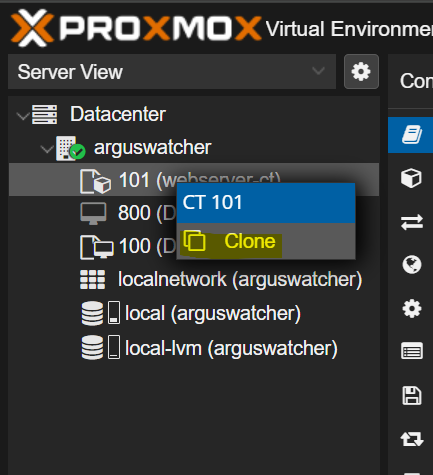 PROXMOX Virtual Environme
Server View
Datacenter
arguswatcher
101 (webserver-ct)
CT 101
800 (D
Clone
100 (D
localnetwork (arguswatcher)
local (arguswatcher)
local-lvm (arguswatcher)
Con